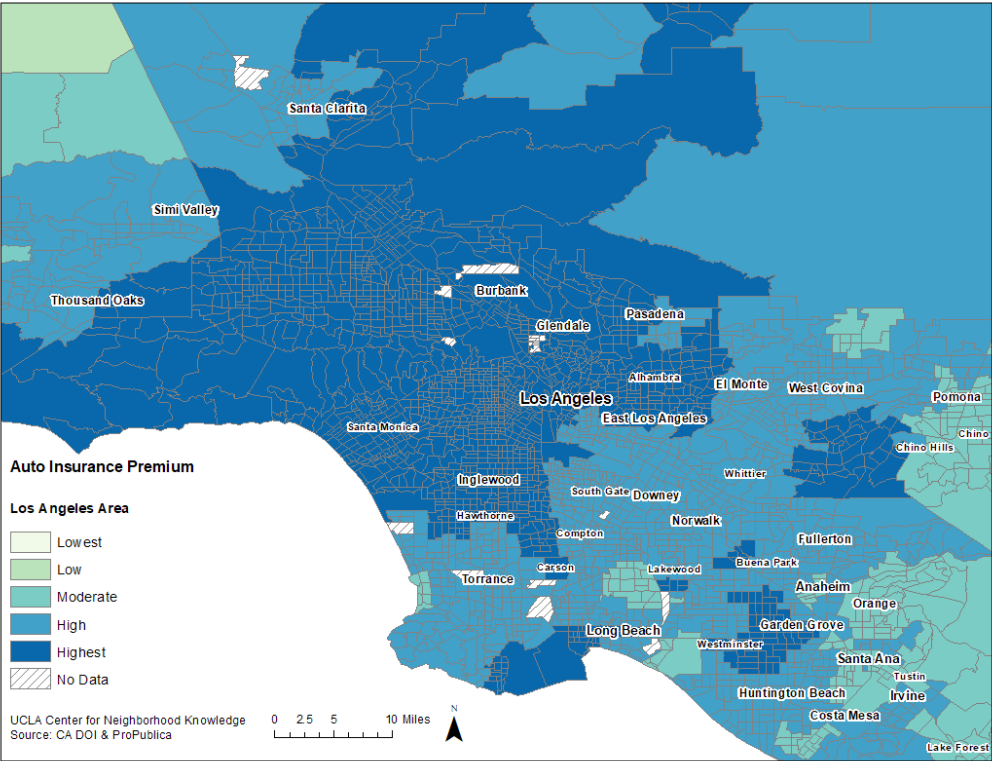 Santa Clarita
Simi Valley
Burbank
Thousand Oaks
Pasadena
Glendale
Alhambra
El Monte
West Covina
Pomona
Los Angeles
East Los Angeles
Santa Monica
Chino
Chino Hills
Auto Insurance Premium
Los Angeles Area
Lowest
Low
Moderate
High
Highest
No Data
Inglewood
Whittier
South Gate
Downey
Hawthorne
Norwalk
Compton
Fullerton
Buena Park
Carson
Lakewood
Torrance
Anaheim
Orange
Garden Grove
Long Beach
Westminster
Santa Ana
Tustin
Huntington Beach
Irvine
Costa Mesa
Lake Forest
UCLA Center for Neighborhood Knowledge
Source: CA DOI & ProPublica
0 2.5 5 10 Miles
N